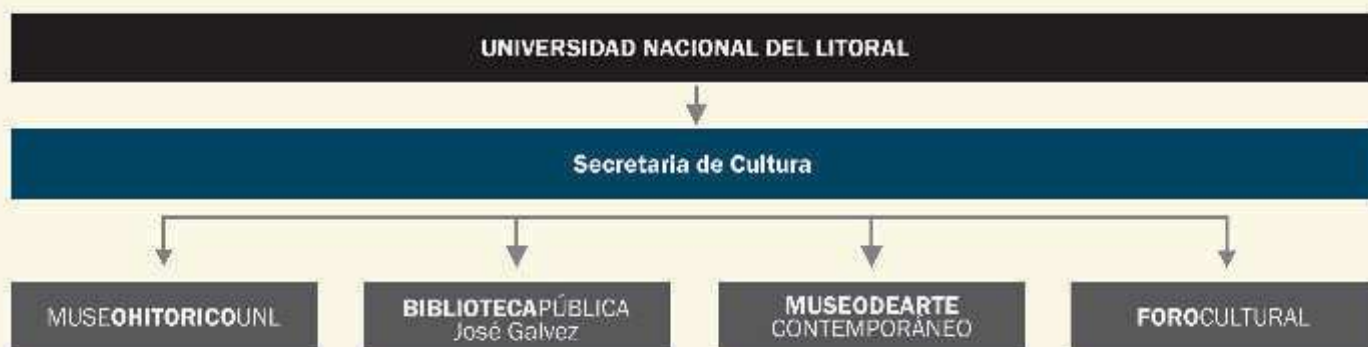 UNIVERSIDAD NACIONAL DEL LITORAL
Secretaria de Cultura
MUSEOHITORICOUNL
BIBLIOTECAPÚBLICA
José Galvez
MUSEODEARTE
CONTEMPORÁNEO
FOROCULTURAL